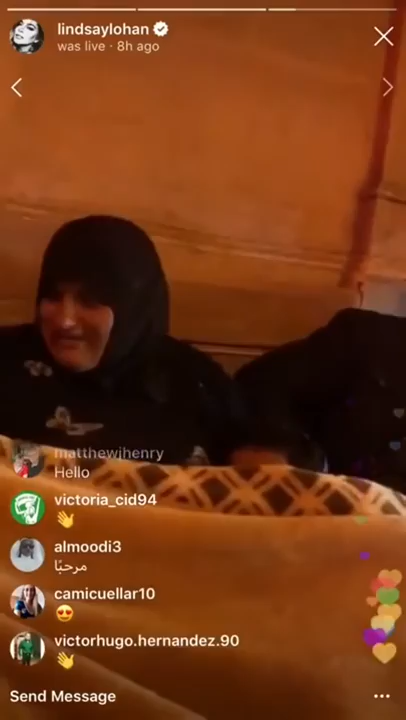 lindsaylohan
was live · 8h ago
matthewjhenry
Hello
victoria_cid94
👋
almoodi3
مرحبًا
camicuellar10
😍
victorhugo.hernandez.90
👋
Send Message